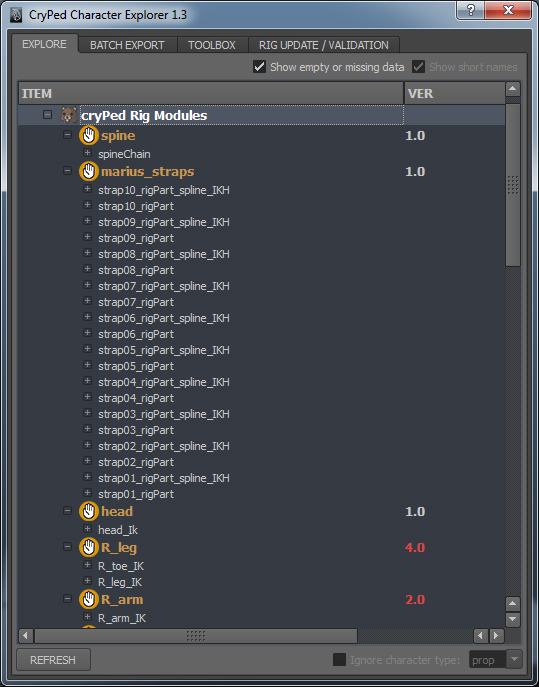 CryPed Character Explorer 1.3
EXPLORE BATCH EXPORT TOOLBOX RIG UPDATE / VALIDATION
Show empty or missing data Show short names
ITEM VER
cryPed Rig Modules
spine 1.0
spineChain
marius_straps 1.0
strap10_rigPart_spline_IKH
strap10_rigPart
strap09_rigPart_spline_IKH
strap09_rigPart
strap08_rigPart_spline_IKH
strap08_rigPart
strap07_rigPart_spline_IKH
strap07_rigPart
strap06_rigPart_spline_IKH
strap06_rigPart
strap05_rigPart_spline_IKH
strap05_rigPart
strap04_rigPart_spline_IKH
strap04_rigPart
strap03_rigPart_spline_IKH
strap03_rigPart
strap02_rigPart_spline_IKH
strap02_rigPart
strap01_rigPart_spline_IKH
strap01_rigPart
head 1.0
head_Ik
R_leg 4.0
R_toe_IK
R_leg_IK
R_arm 2.0
R_arm_IK
REFRESH Ignore character type: prop